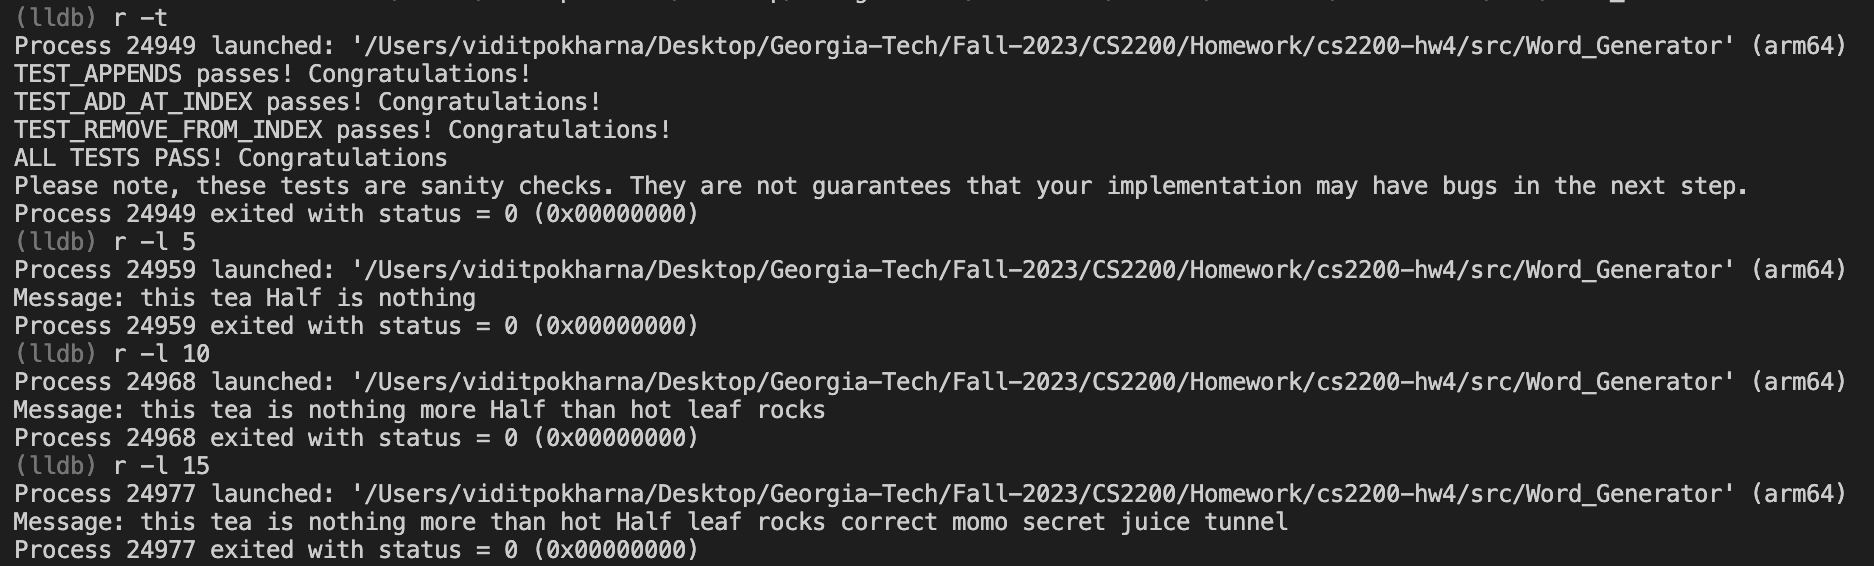 (lldb) r -t
Process 24949 launched: '/Users/viditpokharna/Desktop/Georgia-Tech/Fall-2023/CS2200/Homework/cs2200-hw4/src/Word_Generator' (arm64)
TEST_APPENDS passes! Congratulations!
TEST_ADD_AT_INDEX passes! Congratulations!
TEST_REMOVE_FROM_INDEX passes! Congratulations!
ALL TESTS PASS! Congratulations
Please note, these tests are sanity checks. They are not guarantees that your implementation may have bugs in the next step.
Process 24949 exited with status = 0 (0x00000000)
(lldb) r -l 5
Process 24959 launched: '/Users/viditpokharna/Desktop/Georgia-Tech/Fall-2023/CS2200/Homework/cs2200-hw4/src/Word_Generator' (arm64)
Message: this tea Half is nothing
Process 24959 exited with status = 0 (0x00000000)
(lldb) r -l 10
Process 24968 launched: '/Users/viditpokharna/Desktop/Georgia-Tech/Fall-2023/CS2200/Homework/cs2200-hw4/src/Word_Generator' (arm64)
Message: this tea is nothing more Half than hot leaf rocks
Process 24968 exited with status = 0 (0x00000000)
(lldb) r -l 15
Process 24977 launched: '/Users/viditpokharna/Desktop/Georgia-Tech/Fall-2023/CS2200/Homework/cs2200-hw4/src/Word_Generator' (arm64)
Message: this tea is nothing more than hot Half leaf rocks correct momo secret juice tunnel
Process 24977 exited with status = 0 (0x00000000)